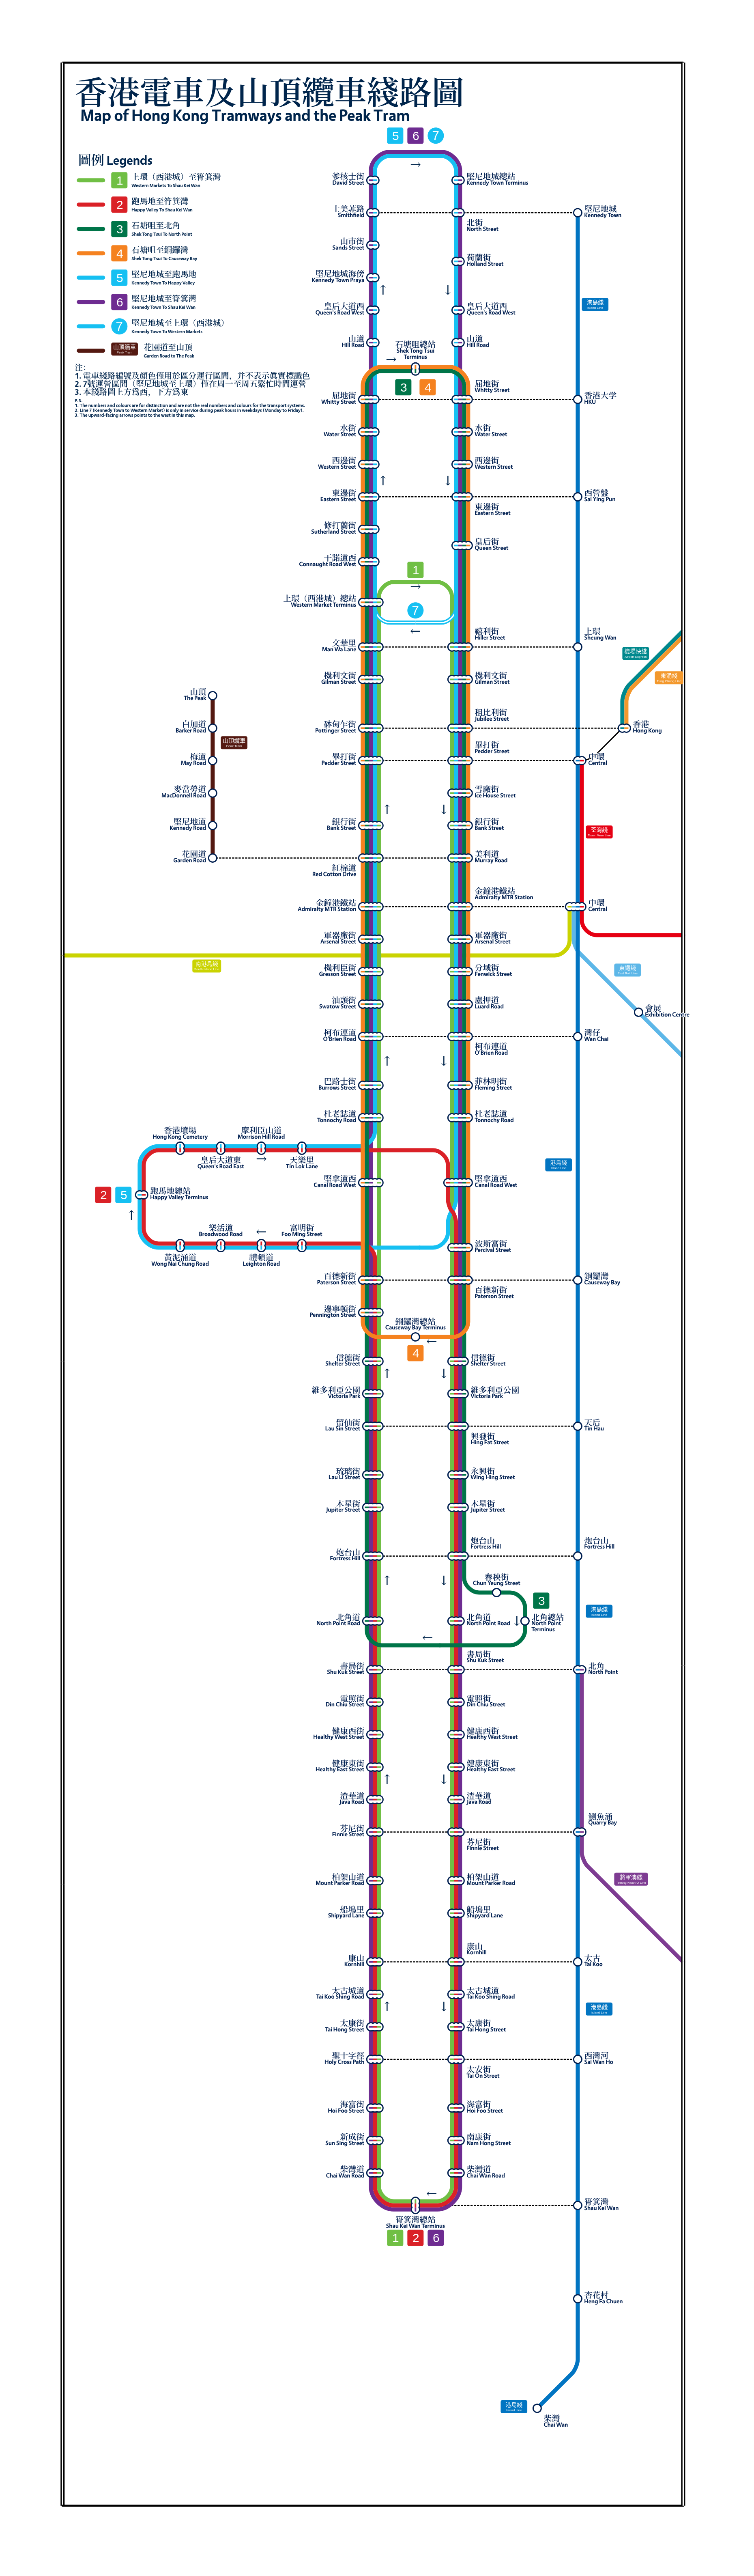 香港電車及山頂纜車綫路圖
Map of Hong Kong Tramways and the Peak Tram
圖例 Legends
1
上環（西港城）至筲箕灣
Western Markets To Shau Kei Wan
2
跑馬地至筲箕灣
Happy Valley To Shau Kei Wan
3
石塘咀至北角
Shek Tong Tsui To North Point
4
石塘咀至銅鑼灣
Shek Tong Tsui To Causeway Bay
5
堅尼地城至跑馬地
Kennedy Town To Happy Valley
6
堅尼地城至筲箕灣
Kennedy Town To Shau Kei Wan
7
堅尼地城至上環（西港城）
Kennedy Town To Western Markets
山頂纜車
Peak Tram
花園道至山頂
Garden Road to The Peak
注：
1. 電車綫路編號及顔色僅用於區分運行區間，并不表示眞實標識色
2. 7號運營區間（堅尼地城至上環）僅在周一至周五繁忙時間運營
3. 本綫路圖上方爲西，下方爲東
P.S.
1. The numbers and colours are for distinction and are not the real numbers and colours for the transport systems.
2. Line 7 (Kennedy Town to Western Market) is only in service during peak hours in weekdays (Monday to Friday).
3. The upward-facing arrows points to the west in this map.
5 6 7
爹核士街
David Street
堅尼地城總站
Kennedy Town Terminus
士美菲路
Smithfield
北街
North Street
堅尼地城
Kennedy Town
山市街
Sands Street
荷蘭街
Holland Street
堅尼地城海傍
Kennedy Town Praya
港島綫
Island Line
皇后大道西
Queen's Road West
皇后大道西
Queen's Road West
山道
Hill Road
山道
Hill Road
石塘咀總站
Shek Tong Tsui
Terminus
3 4
屈地街
Whitty Street
屈地街
Whitty Street
香港大学
HKU
水街
Water Street
水街
Water Street
西邊街
Western Street
西邊街
Western Street
東邊街
Eastern Street
東邊街
Eastern Street
西營盤
Sai Ying Pun
修打蘭街
Sutherland Street
皇后街
Queen Street
干諾道西
Connaught Road West
1
上環（西港城）總站
Western Market Terminus
7
文華里
Man Wa Lane
禧利街
Hiller Street
上環
Sheung Wan
機場快綫
東涌綫
機利文街
Gilman Street
機利文街
Gilman Street
山頂
The Peak
砵甸乍街
Pottinger Street
租比利街
Jubilee Street
香港
Hong Kong
白加道
Barker Road
山頂纜車
Peak Tram
畢打街
Pedder Street
畢打街
Pedder Street
中環
Central
梅道
May Road
麥當勞道
MacDonnell Road
雪廠街
Ice House Street
堅尼地道
Kennedy Road
銀行街
Bank Street
銀行街
Bank Street
荃灣綫
花園道
Garden Road
紅棉道
Red Cotton Drive
美利道
Murray Road
金鐘港鐵站
Admiralty MTR Station
金鐘港鐵站
Admiralty MTR Station
中環
Central
軍器廠街
Arsenal Street
軍器廠街
Arsenal Street
南港島綫
機利臣街
Gresson Street
分域街
Fenwick Street
東鐵綫
汕頭街
Swatow Street
盧押道
Luard Road
會展
Exhibition Centre
柯布連道
O'Brien Road
柯布連道
O'Brien Road
灣仔
Wan Chai
巴路士街
Burrows Street
菲林明街
Fleming Street
杜老誌道
Tonnochy Road
杜老誌道
Tonnochy Road
香港墳場
Hong Kong Cemetery
皇后大道東
Queen's Road East
摩利臣山道
Morrison Hill Road
天樂里
Tin Lok Lane
港島綫
Island Line
堅拿道西
Canal Road West
堅拿道西
Canal Road West
2 5
跑馬地總站
Happy Valley Terminus
黃泥涌道
Wong Nai Chung Road
樂活道
Broadwood Road
禮頓道
Leighton Road
富明街
Foo Ming Street
波斯富街
Percival Street
百德新街
Paterson Street
百德新街
Paterson Street
銅鑼灣
Causeway Bay
邊寧頓街
Pennington Street
銅鑼灣總站
Causeway Bay Terminus
4
信德街
Shelter Street
信德街
Shelter Street
維多利亞公園
Victoria Park
維多利亞公園
Victoria Park
留仙街
Lau Sin Street
興發街
Hing Fat Street
天后
Tin Hau
琉璃街
Lau Li Street
永興街
Wing Hing Street
木星街
Jupiter Street
木星街
Jupiter Street
炮台山
Fortress Hill
炮台山
Fortress Hill
炮台山
Fortress Hill
春秧街
Chun Yeung Street
3
港島綫
Island Line
北角道
North Point Road
北角道
North Point Road
北角總站
North Point
Terminus
書局街
Shu Kuk Street
書局街
Shu Kuk Street
北角
North Point
電照街
Din Chiu Street
電照街
Din Chiu Street
健康西街
Healthy West Street
健康西街
Healthy West Street
健康東街
Healthy East Street
健康東街
Healthy East Street
渣華道
Java Road
渣華道
Java Road
芬尼街
Finnie Street
芬尼街
Finnie Street
鰂魚涌
Quarry Bay
柏架山道
Mount Parker Road
柏架山道
Mount Parker Road
將軍澳綫
船塢里
Shipyard Lane
船塢里
Shipyard Lane
康山
Kornhill
康山
Kornhill
太古
Tai Koo
太古城道
Tai Koo Shing Road
太古城道
Tai Koo Shing Road
港島綫
Island Line
太康街
Tai Hong Street
太康街
Tai Hong Street
聖十字徑
Holy Cross Path
太安街
Tai On Street
西灣河
Sai Wan Ho
海富街
Hoi Foo Street
海富街
Hoi Foo Street
新成街
Sun Sing Street
南康街
Nam Hong Street
柴灣道
Chai Wan Road
柴灣道
Chai Wan Road
筲箕灣總站
Shau Kei Wan Terminus
1 2 6
筲箕灣
Shau Kei Wan
杏花村
Heng Fa Chuen
港島綫
Island Line
柴灣
Chai Wan